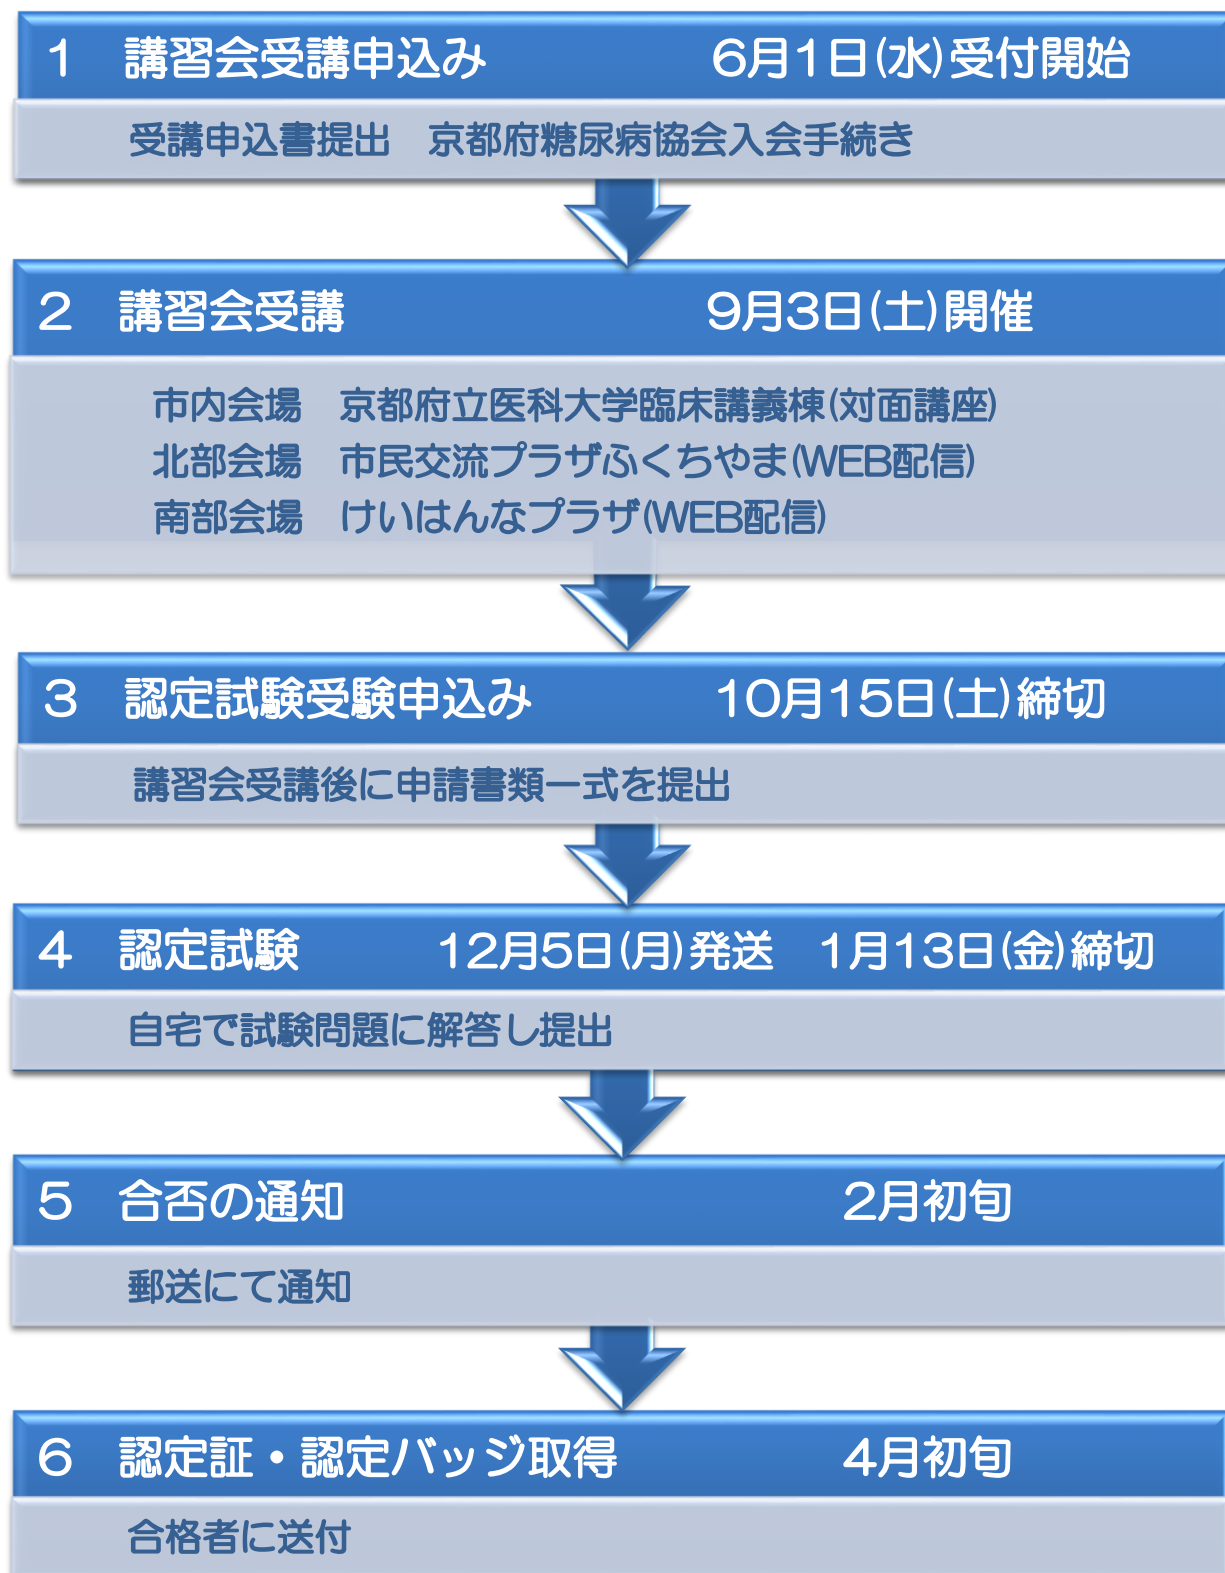 1 講習会受講申込み 6月1日(水)受付開始
受講申込書提出 京都府糖尿病協会入会手続き
2 講習会受講 9月3日(土)開催
市内会場 京都府立医科大学臨床講義棟(対面講座)
北部会場 市民交流プラザふくちやま(WEB配信)
南部会場 けいはんなプラザ(WEB配信)
3 認定試験受験申込み 10月15日(土)締切
講習会受講後に申請書類一式を提出
4 認定試験 12月5日(月)発送 1月13日(金)締切
自宅で試験問題に解答し提出
5 合否の通知 2月初旬
郵送にて通知
6 認定証・認定バッジ取得 4月初旬
合格者に送付